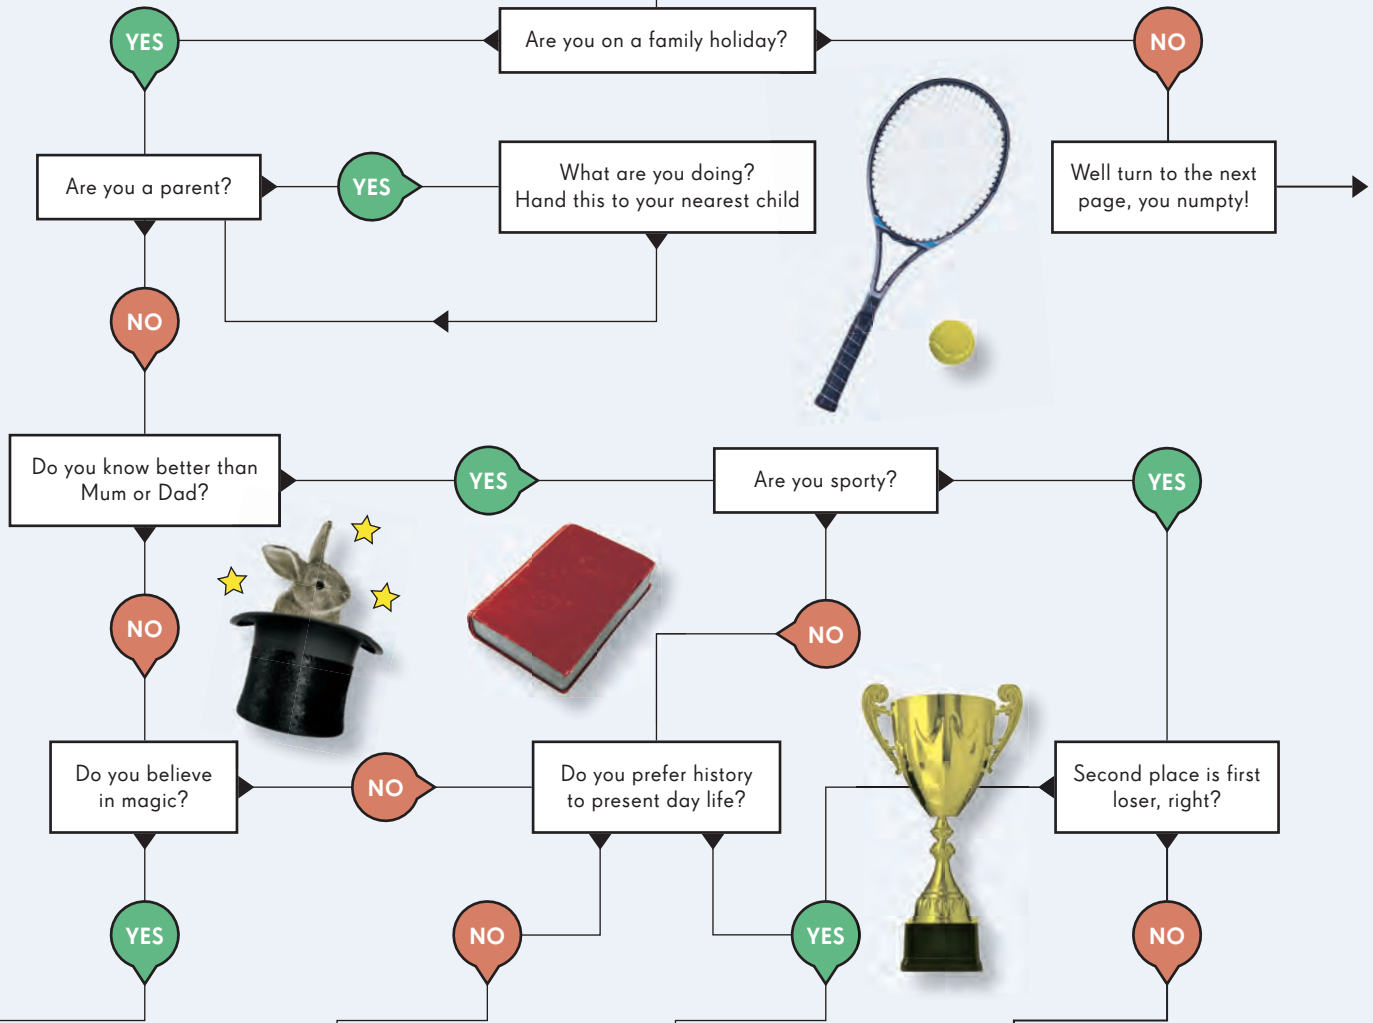 YES
Are you on a family holiday?
NO
Are you a parent?
YES
What are you doing?
Hand this to your nearest child
Well turn to the next
page, you numpty!
NO
Do you know better than
Mum or Dad?
YES
Are you sporty?
YES
NO
NO
Do you believe
in magic?
NO
Do you prefer history
to present day life?
Second place is first
loser, right?
YES
NO
YES
NO